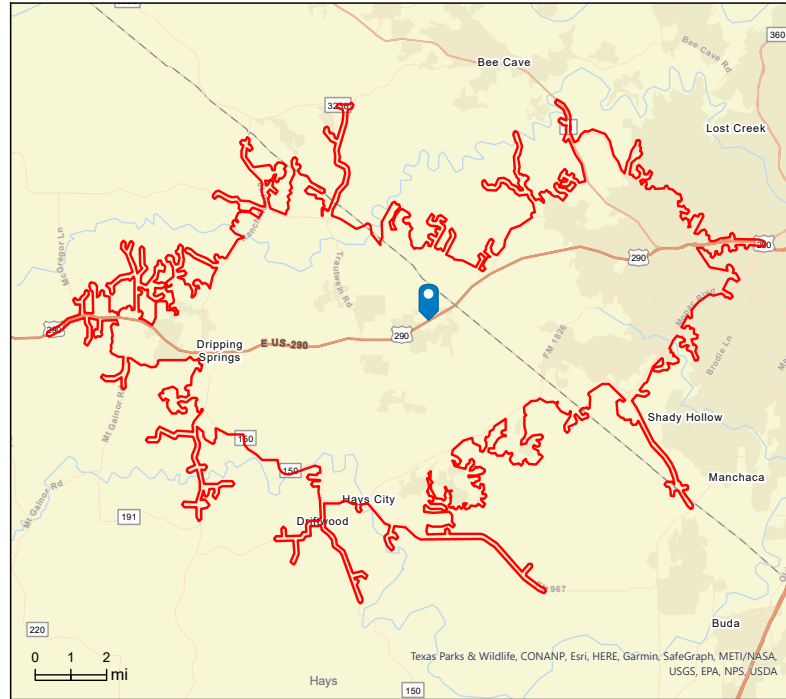 Bee Cave
360
Bee Cave Rd
Lost Creek
McGregor Ln
290
290
Trautwein Rd
290
290
Mopac Blvd
E US-290
Dripping
Springs
FM 1826
Brodie Ln
Mt Gainor Rd
Shady Hollow
150
150
Hays City
Manchaca
Mt Gainor Rd
191
Driftwood
967
Buda
220
Hays
150
0 1 2
mi
Texas Parks & Wildlife, CONANP, Esri, HERE, Garmin, SafeGraph, METI/NASA,
USGS, EPA, NPS, USDA